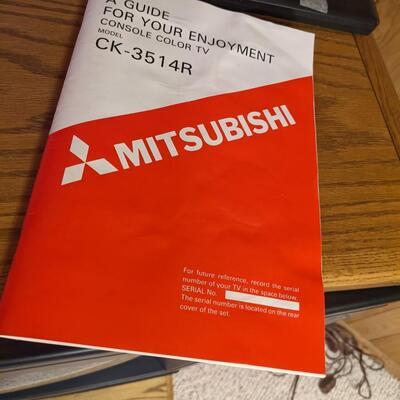 A GUIDE
FOR YOUR ENJOYMENT
CONSOLE COLOR TV
MODEL
CK-3514R
MITSUBISHI
For future reference, record the serial
number of your TV in the space below.
SERIAL No.
The serial number is located on the rear
cover of the set.